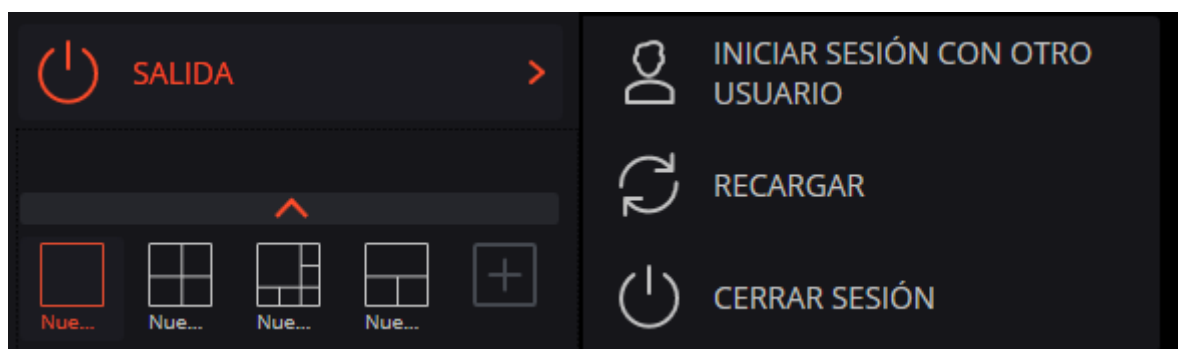 SALIDA
Nue...
Nue...
Nue...
Nue...
INICIAR SESIÓN CON OTRO
USUARIO
RECARGAR
CERRAR SESIÓN